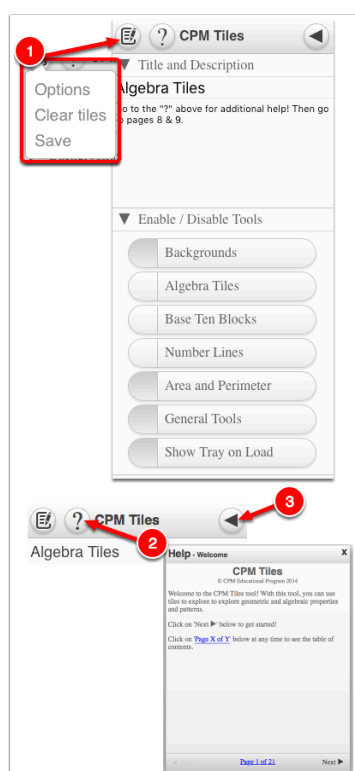 1
? CPM Tiles
Title and Description
Options
Clear tiles
Save
Algebra Tiles
to the "?" above for additional help! Then go
pages 8 & 9.
Enable / Disable Tools
Backgrounds
Algebra Tiles
Base Ten Blocks
Number Lines
Area and Perimeter
General Tools
Show Tray on Load
3
? CPM Tiles
2
Algebra Tiles
Help - Welcome X
CPM Tiles
© CPM Educational Program 2014
Welcome to the CPM Tiles tool! With this tool, you can use
tiles to explore to explore geometric and algebraic properties
and patterns.
Click on 'Next ▶' below to get started!
Click on 'Page X of Y' below at any time to see the table of
contents.
Page 1 of 21 Next ▶